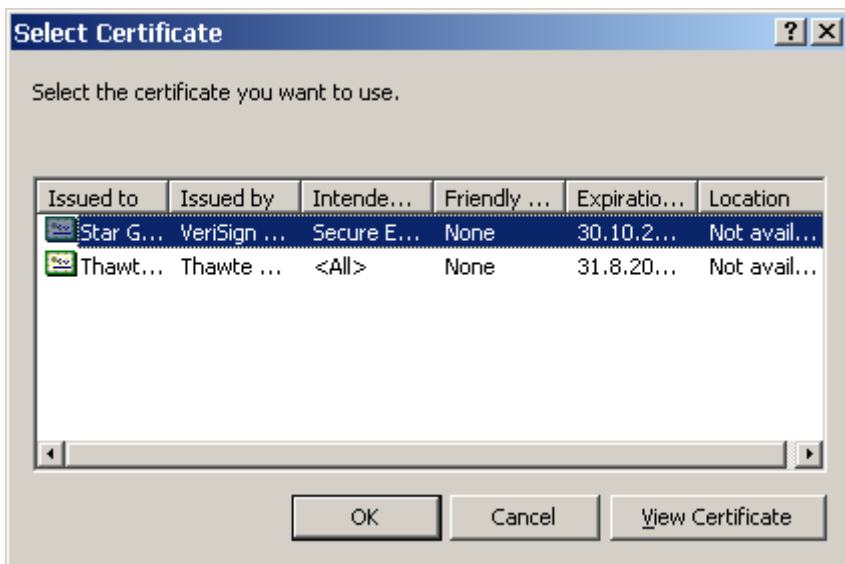 Select Certificate
Select the certificate you want to use.
Issued to Issued by Intende... Friendly ... Expiratio... Location
Star G... VeriSign ... Secure E... None 30.10.2... Not avail...
Thawt... Thawte ... <All> None 31.8.20... Not avail...
OK Cancel View Certificate